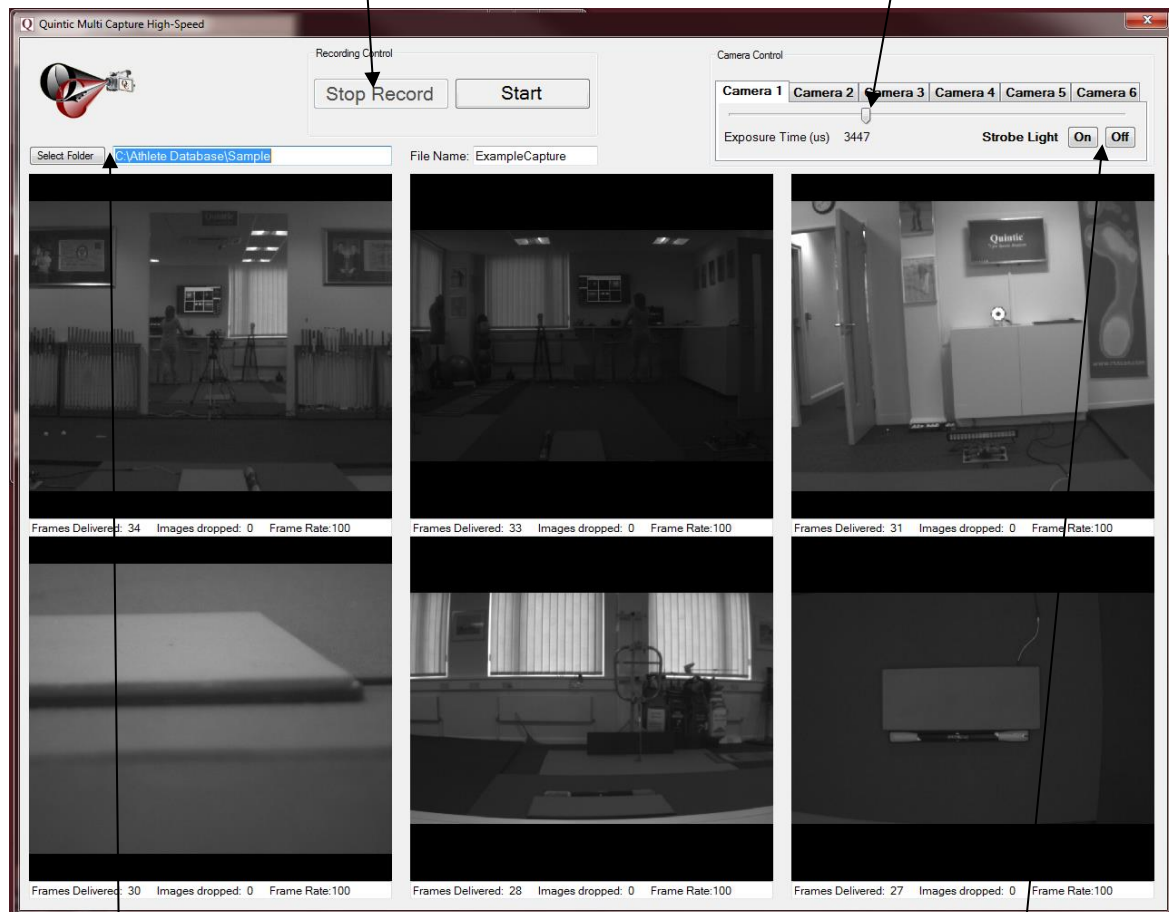 Quintic Multi Capture High-Speed
Recording Control
Stop Record Start
Camera Control
Camera 1 Camera 2 Camera 3 Camera 4 Camera 5 Camera 6
Exposure Time (us) 3447 Strobe Light On Off
Select Folder C:\Athlete Database\Sample File Name: ExampleCapture
Quintic
Frames Delivered: 34 Images dropped: 0 Frame Rate:100
Frames Delivered: 33 Images dropped: 0 Frame Rate:100
Frames Delivered: 31 Images dropped: 0 Frame Rate:100
Frames Delivered: 30 Images dropped: 0 Frame Rate:100
Frames Delivered: 28 Images dropped: 0 Frame Rate:100
Frames Delivered: 27 Images dropped: 0 Frame Rate:100